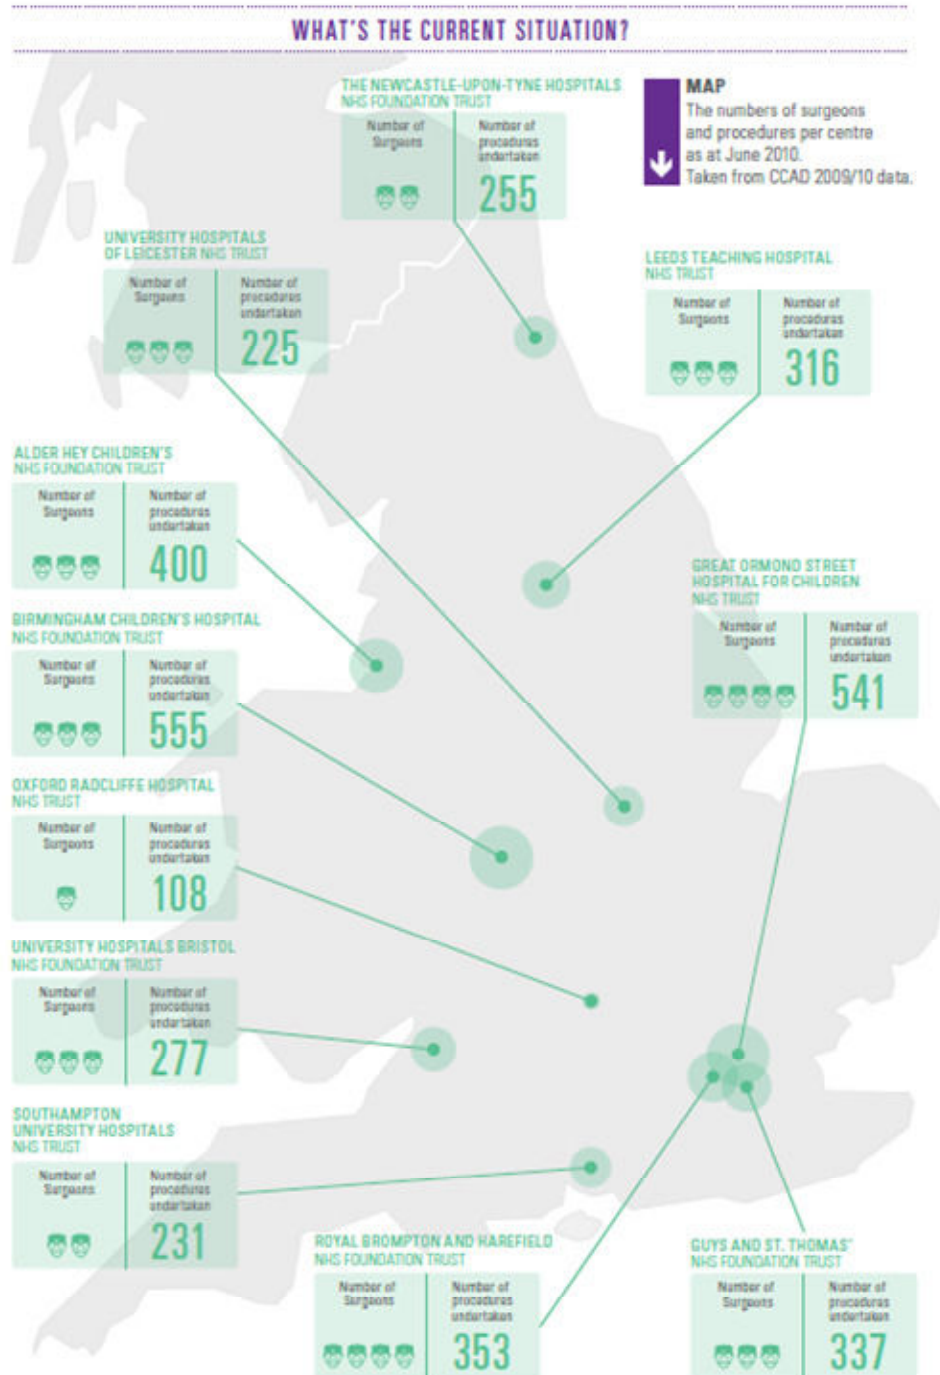 WHAT'S THE CURRENT SITUATION?
THE NEWCASTLE-UPON-TYNE HOSPITALS
NHS FOUNDATION TRUST
Number of
Surgeons
Number of
procedures
undertaken
255
MAP
The numbers of surgeons
and procedures per centre
as at June 2010.
Taken from CCAD 2009/10 data.
UNIVERSITY HOSPITALS
OF LEICESTER NHS TRUST
Number of
Surgeons
Number of
procedures
undertaken
225
LEEDS TEACHING HOSPITAL
NHS TRUST
Number of
Surgeons
Number of
procedures
undertaken
316
ALDER HEY CHILDREN'S
NHS FOUNDATION TRUST
Number of
Surgeons
Number of
procedures
undertaken
400
GREAT ORMOND STREET
HOSPITAL FOR CHILDREN
NHS TRUST
Number of
Surgeons
Number of
procedures
undertaken
541
BIRMINGHAM CHILDREN'S HOSPITAL
NHS FOUNDATION TRUST
Number of
Surgeons
Number of
procedures
undertaken
555
OXFORD RADCLIFFE HOSPITAL
NHS TRUST
Number of
Surgeons
Number of
procedures
undertaken
108
UNIVERSITY HOSPITALS BRISTOL
NHS FOUNDATION TRUST
Number of
Surgeons
Number of
procedures
undertaken
277
SOUTHAMPTON
UNIVERSITY HOSPITALS
NHS TRUST
Number of
Surgeons
Number of
procedures
undertaken
231
ROYAL BROMPTON AND HAREFIELD
NHS FOUNDATION TRUST
Number of
Surgeons
Number of
procedures
undertaken
353
GUYS AND ST. THOMAS'
NHS FOUNDATION TRUST
Number of
Surgeons
Number of
procedures
undertaken
337